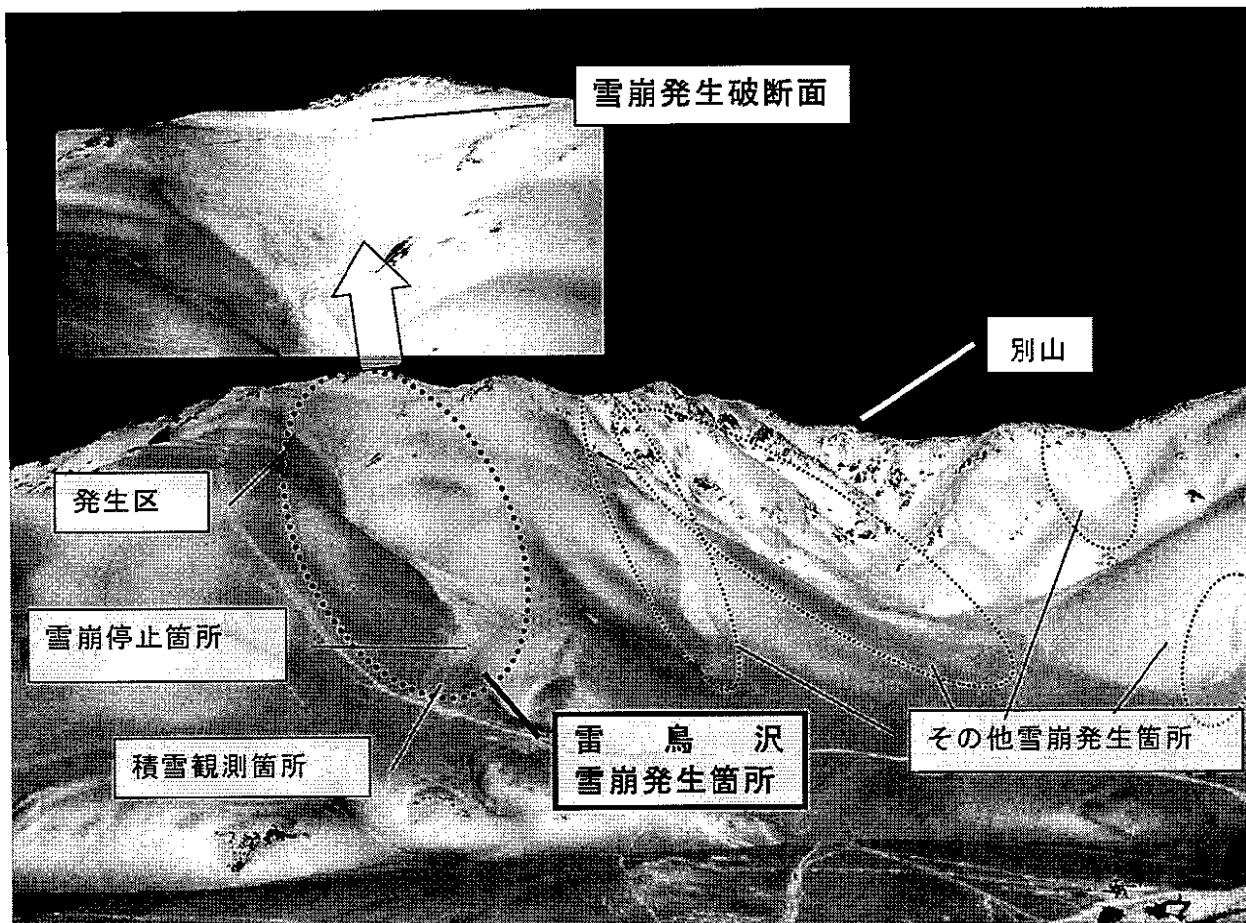 雪崩発生破断面
別山
発生区
雪崩停止箇所
積雪観測箇所
雷鳥沢
雪崩発生箇所
その他雪崩発生箇所